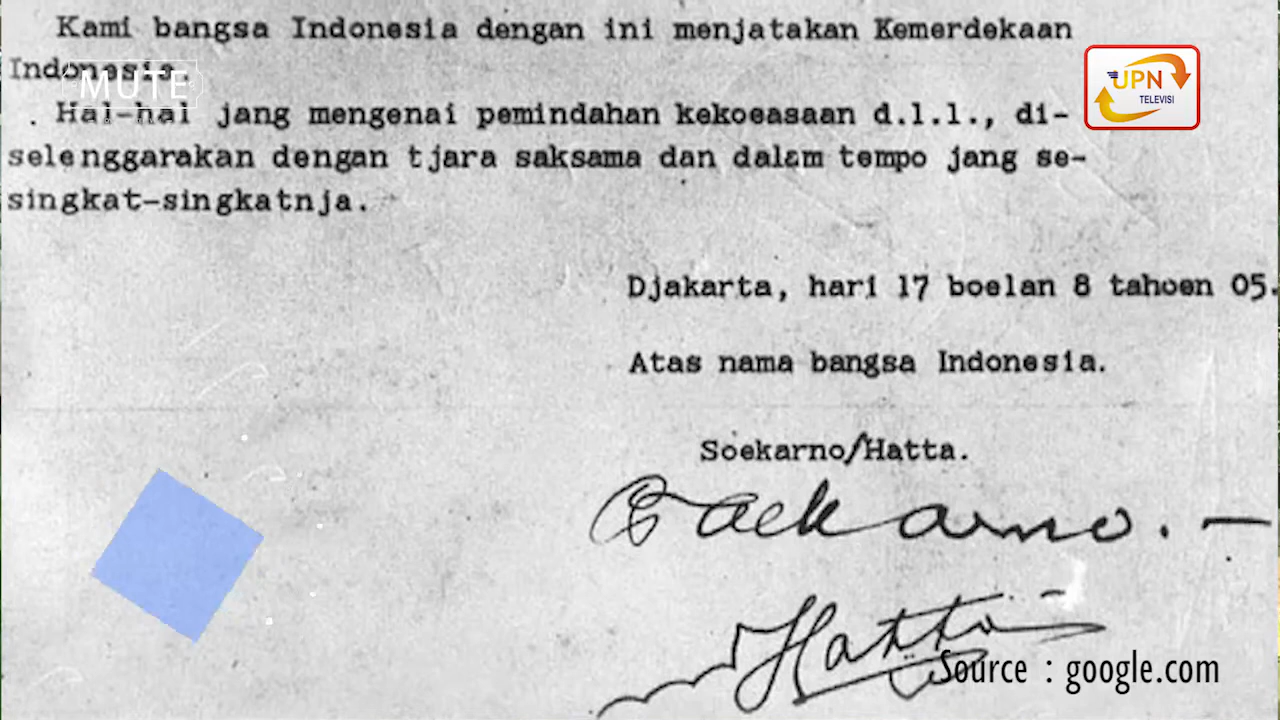 Kami bangsa Indonesia dengan ini menjatakan Kemerdekaan
Indonesia.
MUTE
Hal-hal jang mengenai pemindahan kekoeasaan d.l.l., di-
selenggarakan dengan tjara saksama dan dalam tempo jang se-
singkat-singkatnja.
UPN
TELEVISI
Djakarta, hari 17 boelan 8 tahoen 05.
Atas nama bangsa Indonesia.
Soekarno/Hatta.
Soekarno.-
Hatta
Source : google.com